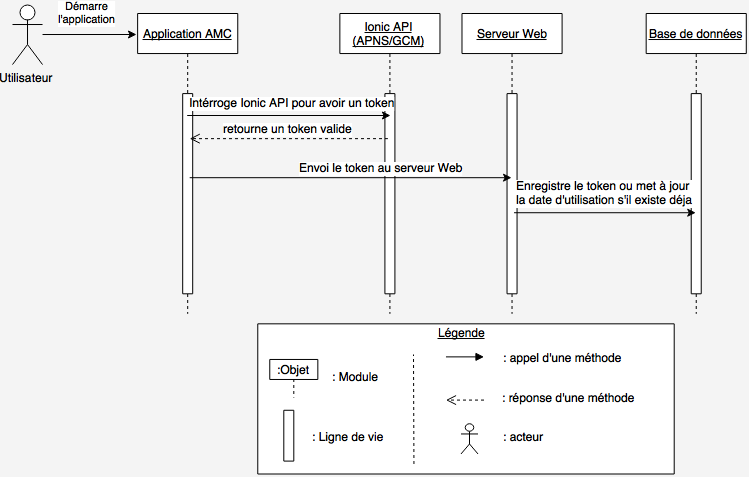 Démarre
l'application
Utilisateur
Application AMC
Ionic API
(APNS/GCM)
Serveur Web
Base de données
Intérroge Ionic API pour avoir un token
retourne un token valide
Envoi le token au serveur Web
Enregistre le token ou met à jour
la date d'utilisation s'il existe déja
Légende
:Objet
: Module
: Ligne de vie
: appel d'une méthode
: réponse d'une méthode
: acteur